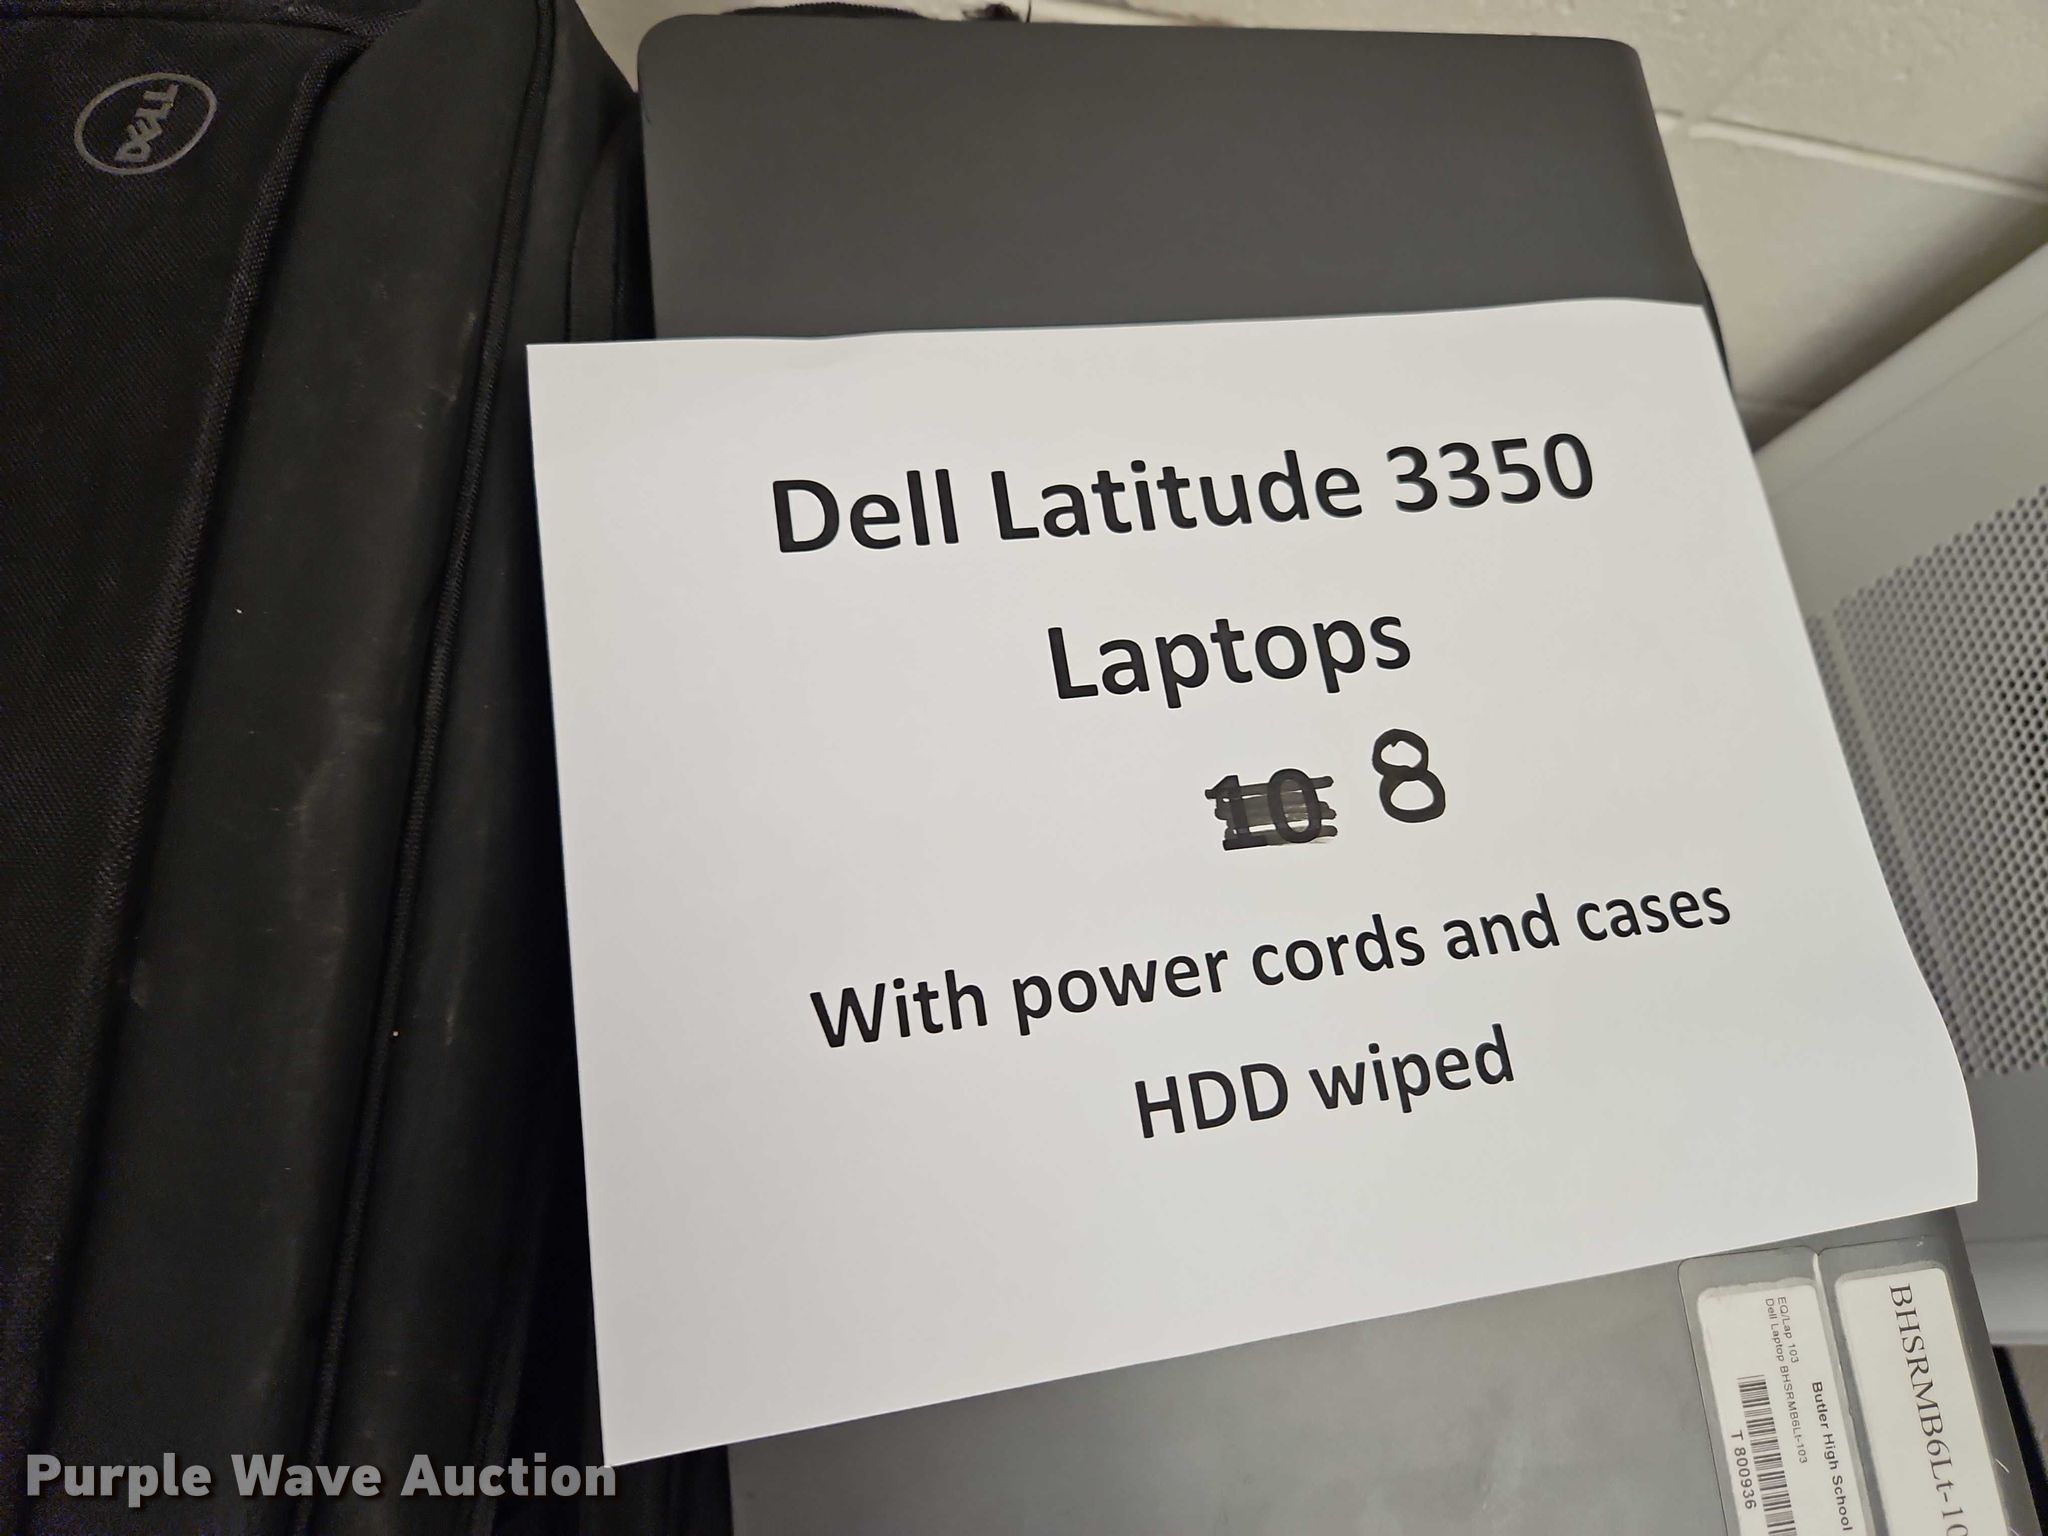 DELL
Dell Latitude 3350
Laptops
10 8
With power cords and cases
HDD wiped
BHSRMB6Lt-10
Butler High School
EQ/Lap 103
Dell Laptop BHSRMB6Lt-103
T 800936
Purple Wave Auction